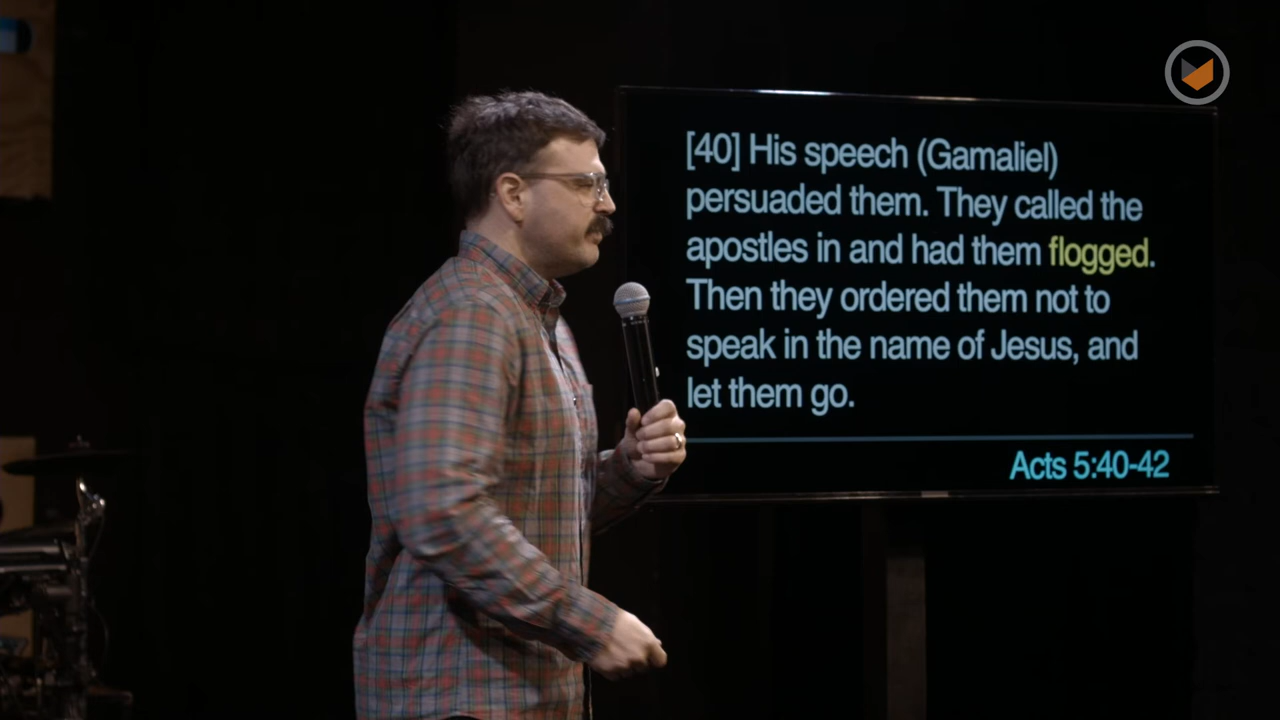 [40] His speech (Gamaliel)
persuaded them. They called the
apostles in and had them flogged.
Then they ordered them not to
speak in the name of Jesus, and
let them go.
Acts 5:40-42